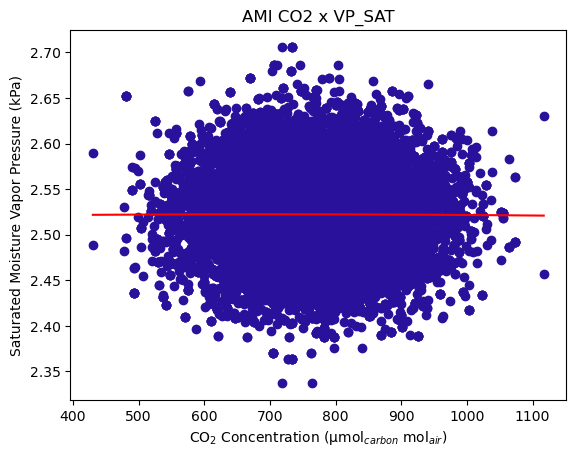 AMI CO2 x VP_SAT
2.70
2.65
2.60
2.55
2.50
2.45
2.40
2.35
Saturated Moisture Vapor Pressure (kPa)
400 500 600 700 800 900 1000 1100
CO₂ Concentration (μmol_carbon mol_air)